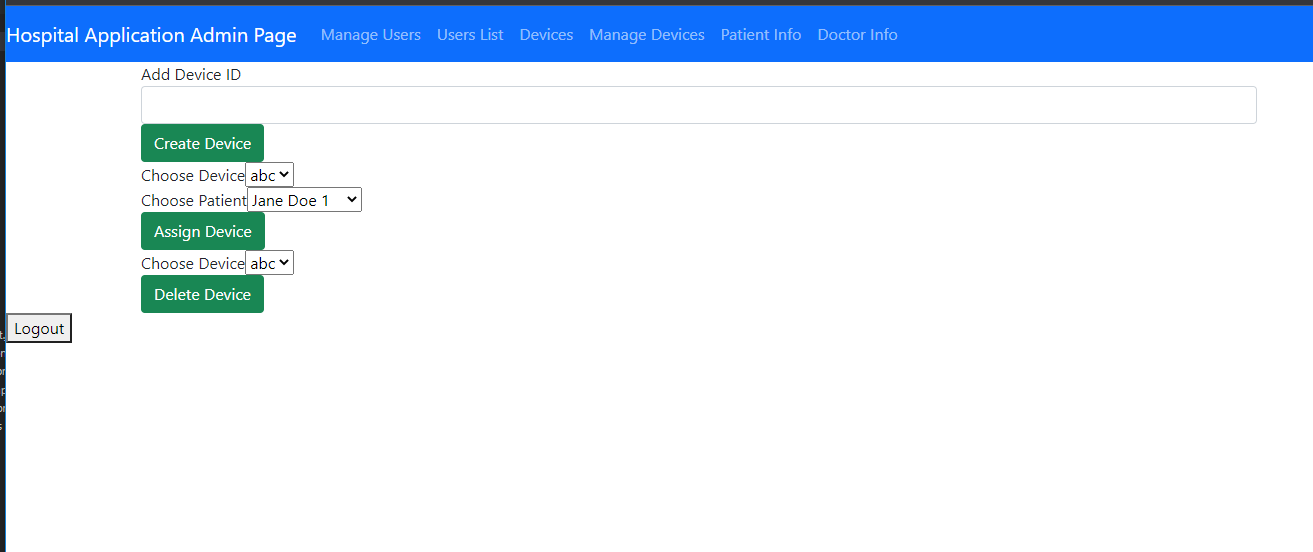 Hospital Application Admin Page Manage Users Users List Devices Manage Devices Patient Info Doctor Info
Add Device ID
Create Device
Choose Device abc
Choose Patient Jane Doe 1
Assign Device
Choose Device abc
Delete Device
Logout